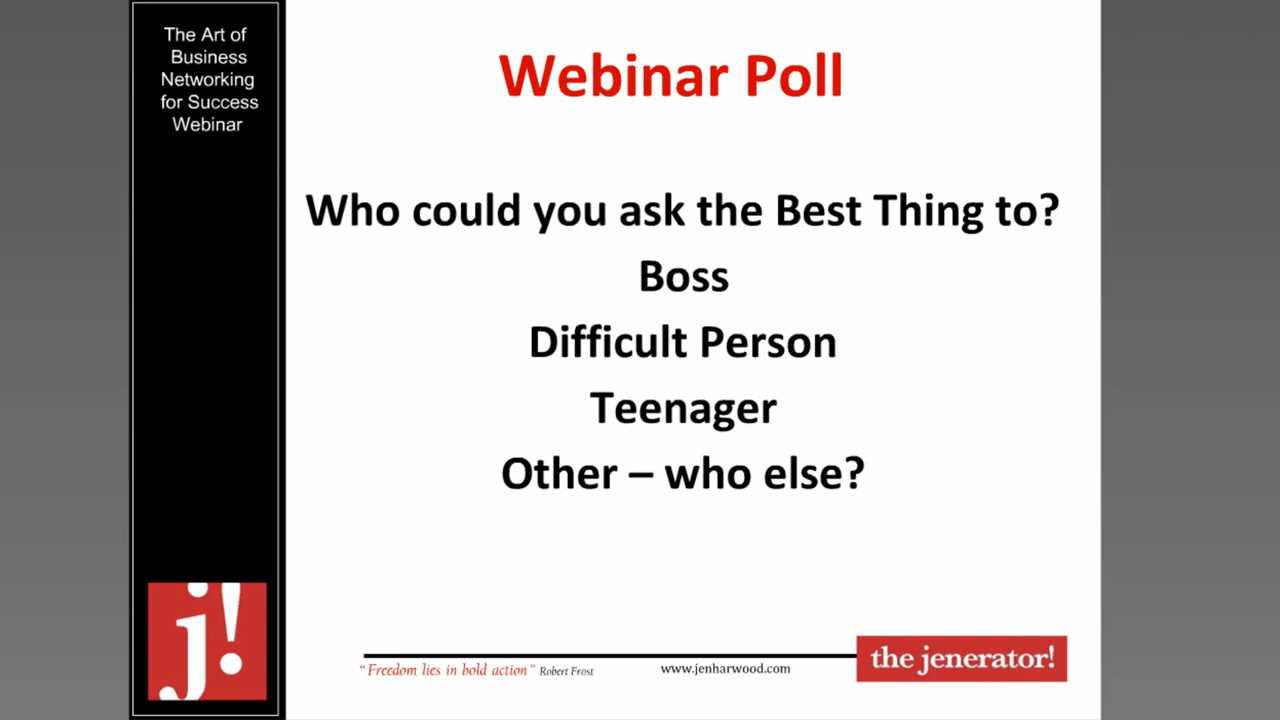 The Art of
Business
Networking
for Success
Webinar
Webinar Poll
Who could you ask the Best Thing to?
Boss
Difficult Person
Teenager
Other – who else?
j!
“Freedom lies in bold action” Robert Frost
www.jenharwood.com
the jenerator!